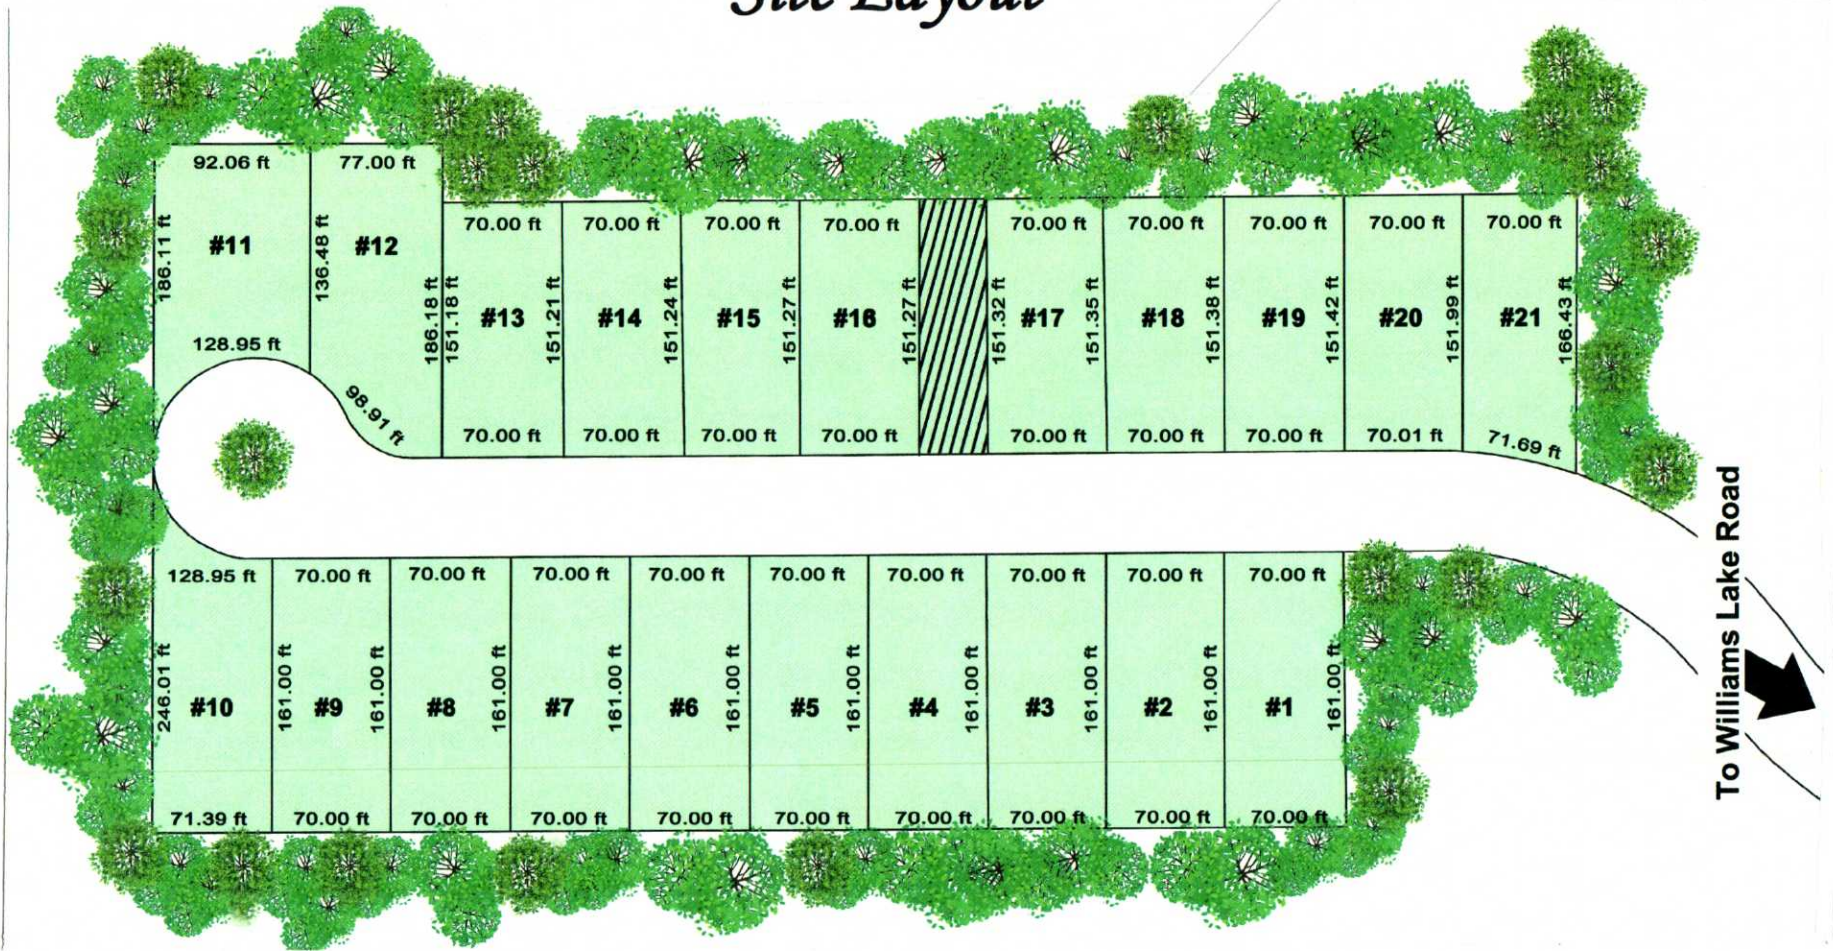 Site Layout
92.06 ft
77.00 ft
186.11 ft
#11
136.48 ft
#12
186.18 ft
128.95 ft
98.91 ft
70.00 ft
70.00 ft
70.00 ft
70.00 ft
70.00 ft
70.00 ft
70.00 ft
70.00 ft
70.00 ft
151.18 ft
#13
151.21 ft
#14
151.24 ft
#15
151.27 ft
#16
151.27 ft
151.32 ft
#17
151.35 ft
#18
151.38 ft
#19
151.42 ft
#20
151.99 ft
#21
166.43 ft
70.00 ft
70.00 ft
70.00 ft
70.00 ft
70.00 ft
70.00 ft
70.00 ft
70.01 ft
71.69 ft
128.95 ft
70.00 ft
70.00 ft
70.00 ft
70.00 ft
70.00 ft
70.00 ft
70.00 ft
70.00 ft
70.00 ft
246.01 ft
#10
161.00 ft
#9
161.00 ft
#8
161.00 ft
#7
161.00 ft
#6
161.00 ft
#5
161.00 ft
#4
161.00 ft
#3
161.00 ft
#2
161.00 ft
#1
161.00 ft
71.39 ft
70.00 ft
70.00 ft
70.00 ft
70.00 ft
70.00 ft
70.00 ft
70.00 ft
70.00 ft
70.00 ft
To Williams Lake Road